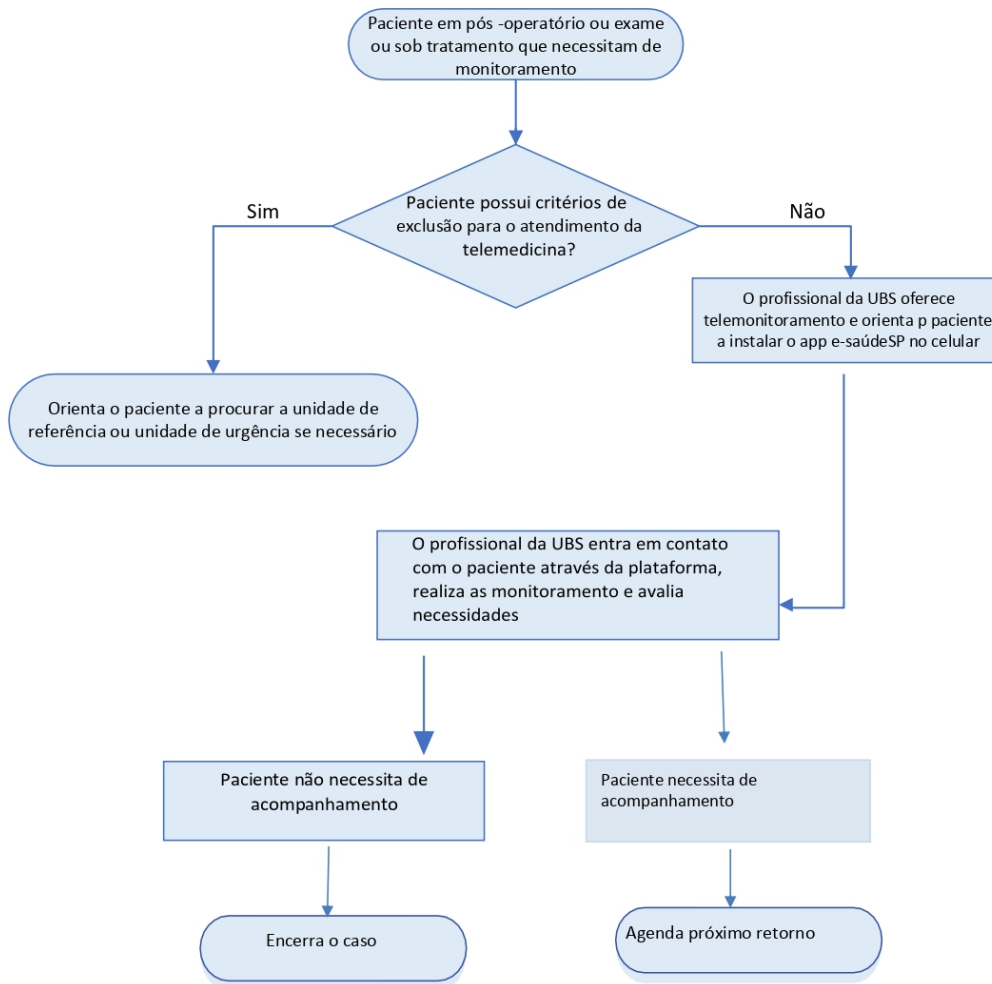 Paciente em pós -operatório ou exame
ou sob tratamento que necessitam de
monitoramento
Paciente possui critérios de
exclusão para o atendimento da
telemedicina?
Sim
Não
O profissional da UBS oferece
telemonitoramento e orienta p paciente
a instalar o app e-saúdeSP no celular
Orienta o paciente a procurar a unidade de
referência ou unidade de urgência se necessário
O profissional da UBS entra em contato
com o paciente através da plataforma,
realiza as monitoramento e avalia
necessidades
Paciente não necessita de
acompanhamento
Paciente necessita de
acompanhamento
Encerra o caso
Agenda próximo retorno